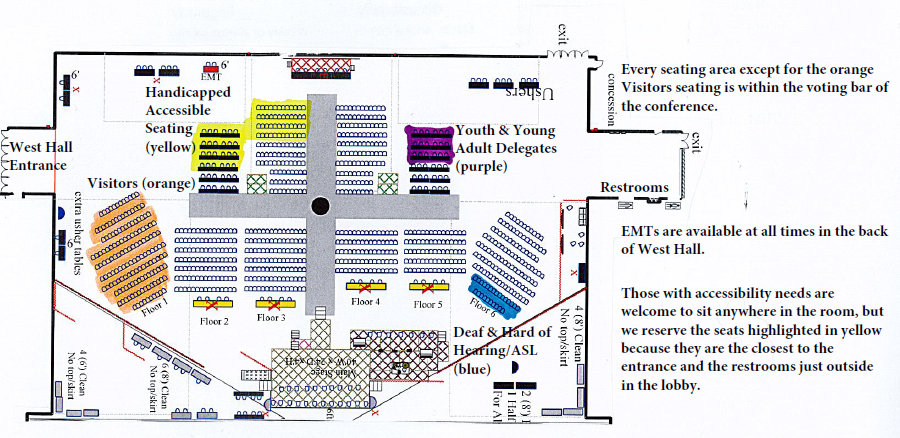 exit
Every seating area except for the orange
Visitors seating is within the voting bar of
the conference.
6'
EMT
6'
Handicapped
Accessible
Seating
(yellow)
Ushers
concession
West Hall
Entrance
Youth & Young
Adult Delegates
(purple)
exit
Visitors (orange)
Restrooms
extra usher tables
6'
EMTs are available at all times in the back
of West Hall.
Floor 1
Floor 2
Floor 3
Floor 4
Floor 5
Floor 6
Those with accessibility needs are
welcome to sit anywhere in the room, but
we reserve the seats highlighted in yellow
because they are the closest to the
entrance and the restrooms just outside
in the lobby.
Deaf & Hard of
Hearing/ASL
(blue)
Main Stage
4 (8') Clean
No top/skirt
4 (6') Clean
No top/skirt
6 (8') Clean
No top/skirt
2 (8')
1 Half
For